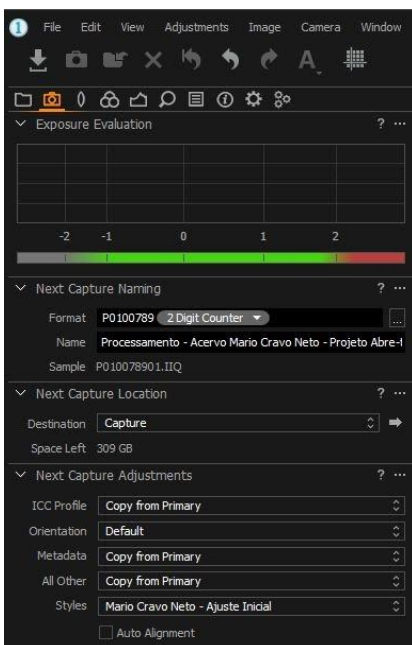 1 File Edit View Adjustments Image Camera Window
A
Exposure Evaluation ? ...
-2 -1 0 1 2
Next Capture Naming ? ...
Format P0100789 2 Digit Counter ...
Name Processamento - Acervo Mario Cravo Neto - Projeto Abre-t
Sample P010078901.IIQ
Next Capture Location ? ...
Destination Capture
Space Left 309 GB
Next Capture Adjustments ? ...
ICC Profile Copy from Primary
Orientation Default
Metadata Copy from Primary
All Other Copy from Primary
Styles Mario Cravo Neto - Ajuste Inicial
Auto Alignment